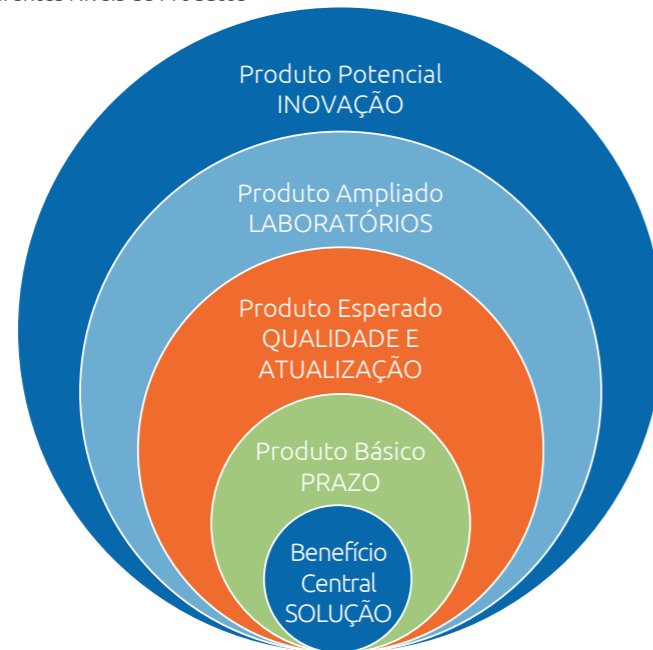 Produto Potencial
INOVAÇÃO
Produto Ampliado
LABORATÓRIOS
Produto Esperado
QUALIDADE E
ATUALIZAÇÃO
Produto Básico
PRAZO
Benefício
Central
SOLUÇÃO